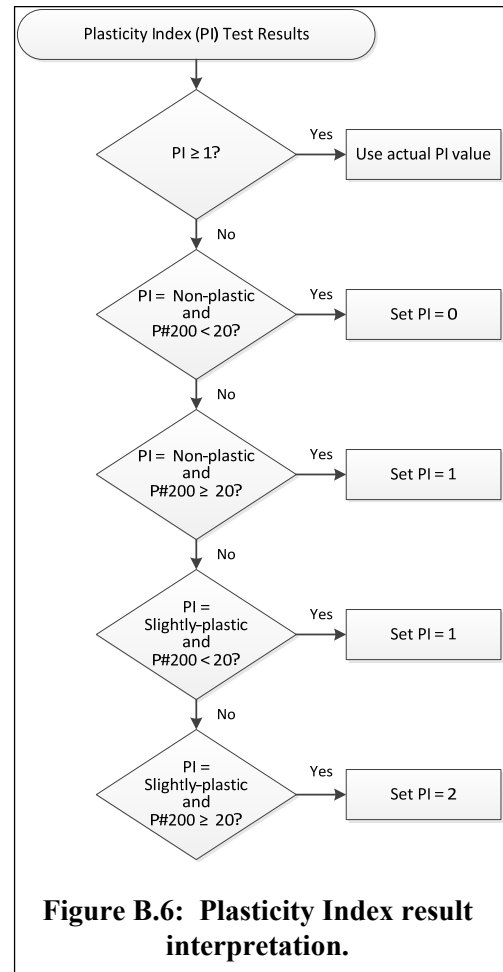 Plasticity Index (PI) Test Results
PI ≥ 1?
Yes
Use actual PI value
No
PI = Non-plastic
and
P#200 < 20?
Yes
Set PI = 0
No
PI = Non-plastic
and
P#200 ≥ 20?
Yes
Set PI = 1
No
PI =
Slightly-plastic
and
P#200 < 20?
Yes
Set PI = 1
No
PI =
Slightly-plastic
and
P#200 ≥ 20?
Yes
Set PI = 2
Figure B.6: Plasticity Index result
interpretation.